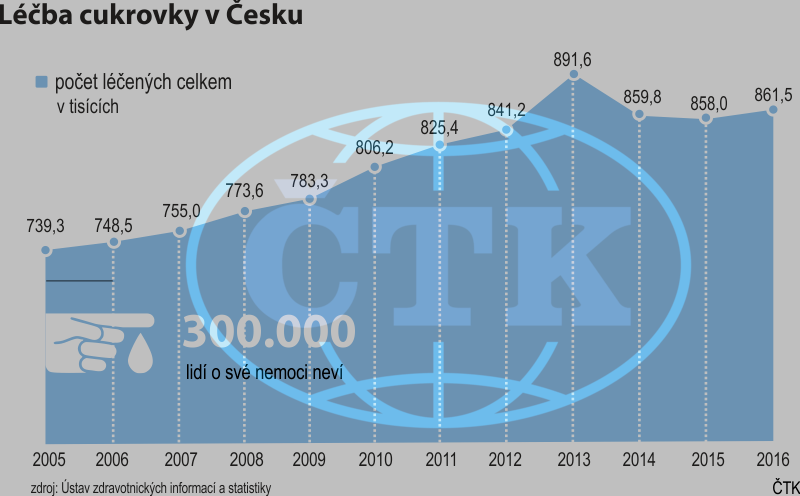 Léčba cukrovky v Česku
počet léčených celkem
v tisících
739,3
748,5
755,0
773,6
783,3
806,2
825,4
841,2
891,6
859,8
858,0
861,5
ČTK
300.000
lidí o své nemoci neví
2005 2006 2007 2008 2009 2010 2011 2012 2013 2014 2015 2016
zdroj: Ústav zdravotnických informací a statistiky
ČTK